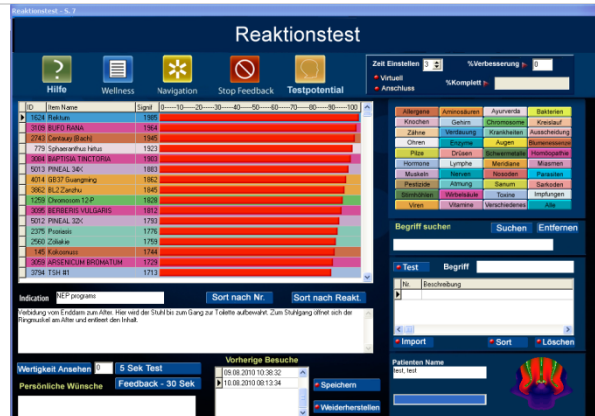 Reaktionstest - S. 7
Reaktionstest
Hilfe
Wellness
Navigation
Stop Feedback
Testpotential
Zeit Einstellen 3
%Verbesserung 0
Virtuell
Anschluss
%Komplett
ID Item Name Signif 0-----10-----20-----30-----40-----50-----60-----70-----80-----90-----100
1624 Rektum 1985
3109 BUFO RANA 1964
2743 Centaury (Bach) 1945
779 Sphaeranthus hirtus 1923
3084 BAPTISIA TINCTORIA 1903
5013 PINEAL 34X 1883
4014 GB37 Guangming 1862
3862 BL2 Zanzhu 1845
1259 Chromosom 12-P 1828
3095 BERBERIS VULGARIS 1812
5012 PINEAL 32X 1793
2375 Psoriasis 1776
2560 Zöliakie 1759
145 Kokosnuss 1744
3059 ARSENICUM BROMATUM 1729
3794 TSH #1 1713
Allergene Aminosäuren Ayurveda Bakterien
Knochen Gehirn Chromosome Kreislauf
Zähne Verdauung Krankheiten Ausscheidung
Ohren Enzyme Augen Blumenessenze
Pilze Drüsen Schwermetalle Homöopathie
Hormone Lymphe Meridiane Miasmen
Muskeln Nerven Nosoden Parasiten
Pestizide Atmung Serum Sarkoden
Stirnhöhlen Wirbelsäule Toxine Impfungen
Viren Vitamine Verschiedenes Alle
Begriff suchen
Suchen
Entfernen
Test
Begriff
Nr. Beschreibung
Import
Sort
Löschen
Indication NEP programs
Sort nach Nr.
Sort nach Reakt.
Verbidung vom Enddarm zum After. Hier wird der Stuhl bis zum Gang zur Toilette aufbewahrt. Zum Stuhlgang öffnet sich der
Ringmuskel am After und entleert den Inhalt.
Wertigkeit Ansehen 0
5 Sek Test
Persönliche Wünsche
Feedback - 30 Sek
Vorherige Besuche
09.08.2010 10:38:32
10.08.2010 08:13:34
Speichern
Weiderherstellen
Patienten Name
test, test